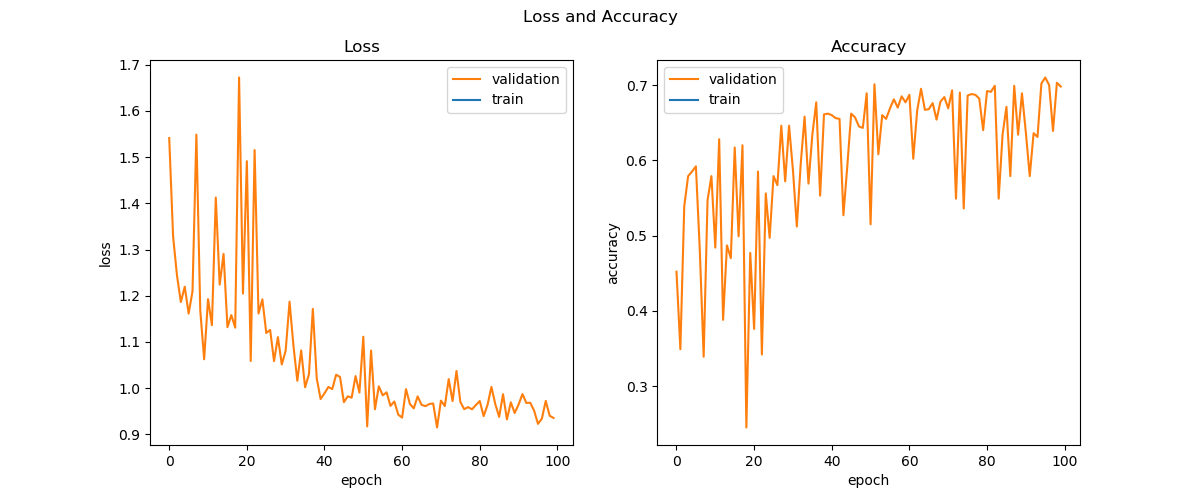 Loss and Accuracy
Loss
1.7
1.6
1.5
1.4
1.3
1.2
1.1
1.0
0.9
loss
0 20 40 60 80 100
epoch
validation
train
Accuracy
0.7
0.6
0.5
0.4
0.3
accuracy
0 20 40 60 80 100
epoch
validation
train